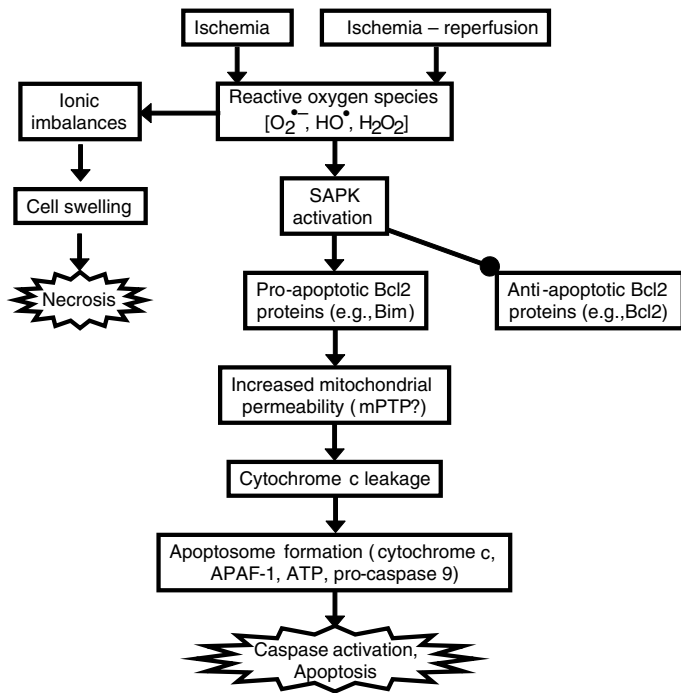 Ischemia
Ischemia – reperfusion
Ionic
imbalances
Reactive oxygen species
[O₂•−, HO•, H₂O₂]
SAPK
activation
Cell swelling
Necrosis
Pro-apoptotic Bcl2
proteins (e.g.,Bim)
Anti-apoptotic Bcl2
proteins (e.g.,Bcl2)
Increased mitochondrial
permeability (mPTP?)
Cytochrome c leakage
Apoptosome formation (cytochrome c,
APAF-1, ATP, pro-caspase 9)
Caspase activation,
Apoptosis